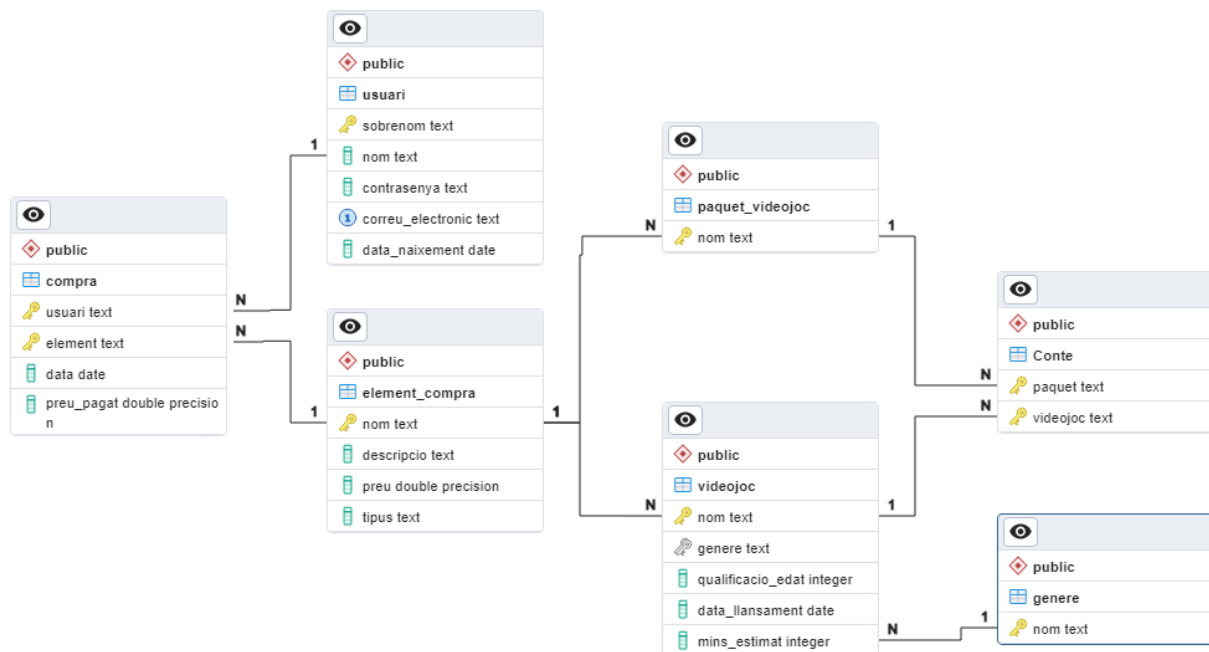 public
usuari
sobrenom text
nom text
contrasenya text
correu_electronic text
data_naixement date
1
public
compra
usuari text
element text
data date
preu_pagat double precisio
n
N
N
1
public
element_compra
nom text
descripcio text
preu double precision
tipus text
1
public
paquet_videojoc
nom text
N
1
public
videojoc
nom text
genere text
qualificacio_edat integer
data_llansament date
mins_estimat integer
N
1
N
public
Conte
paquet text
videojoc text
N
N
public
genere
nom text
1